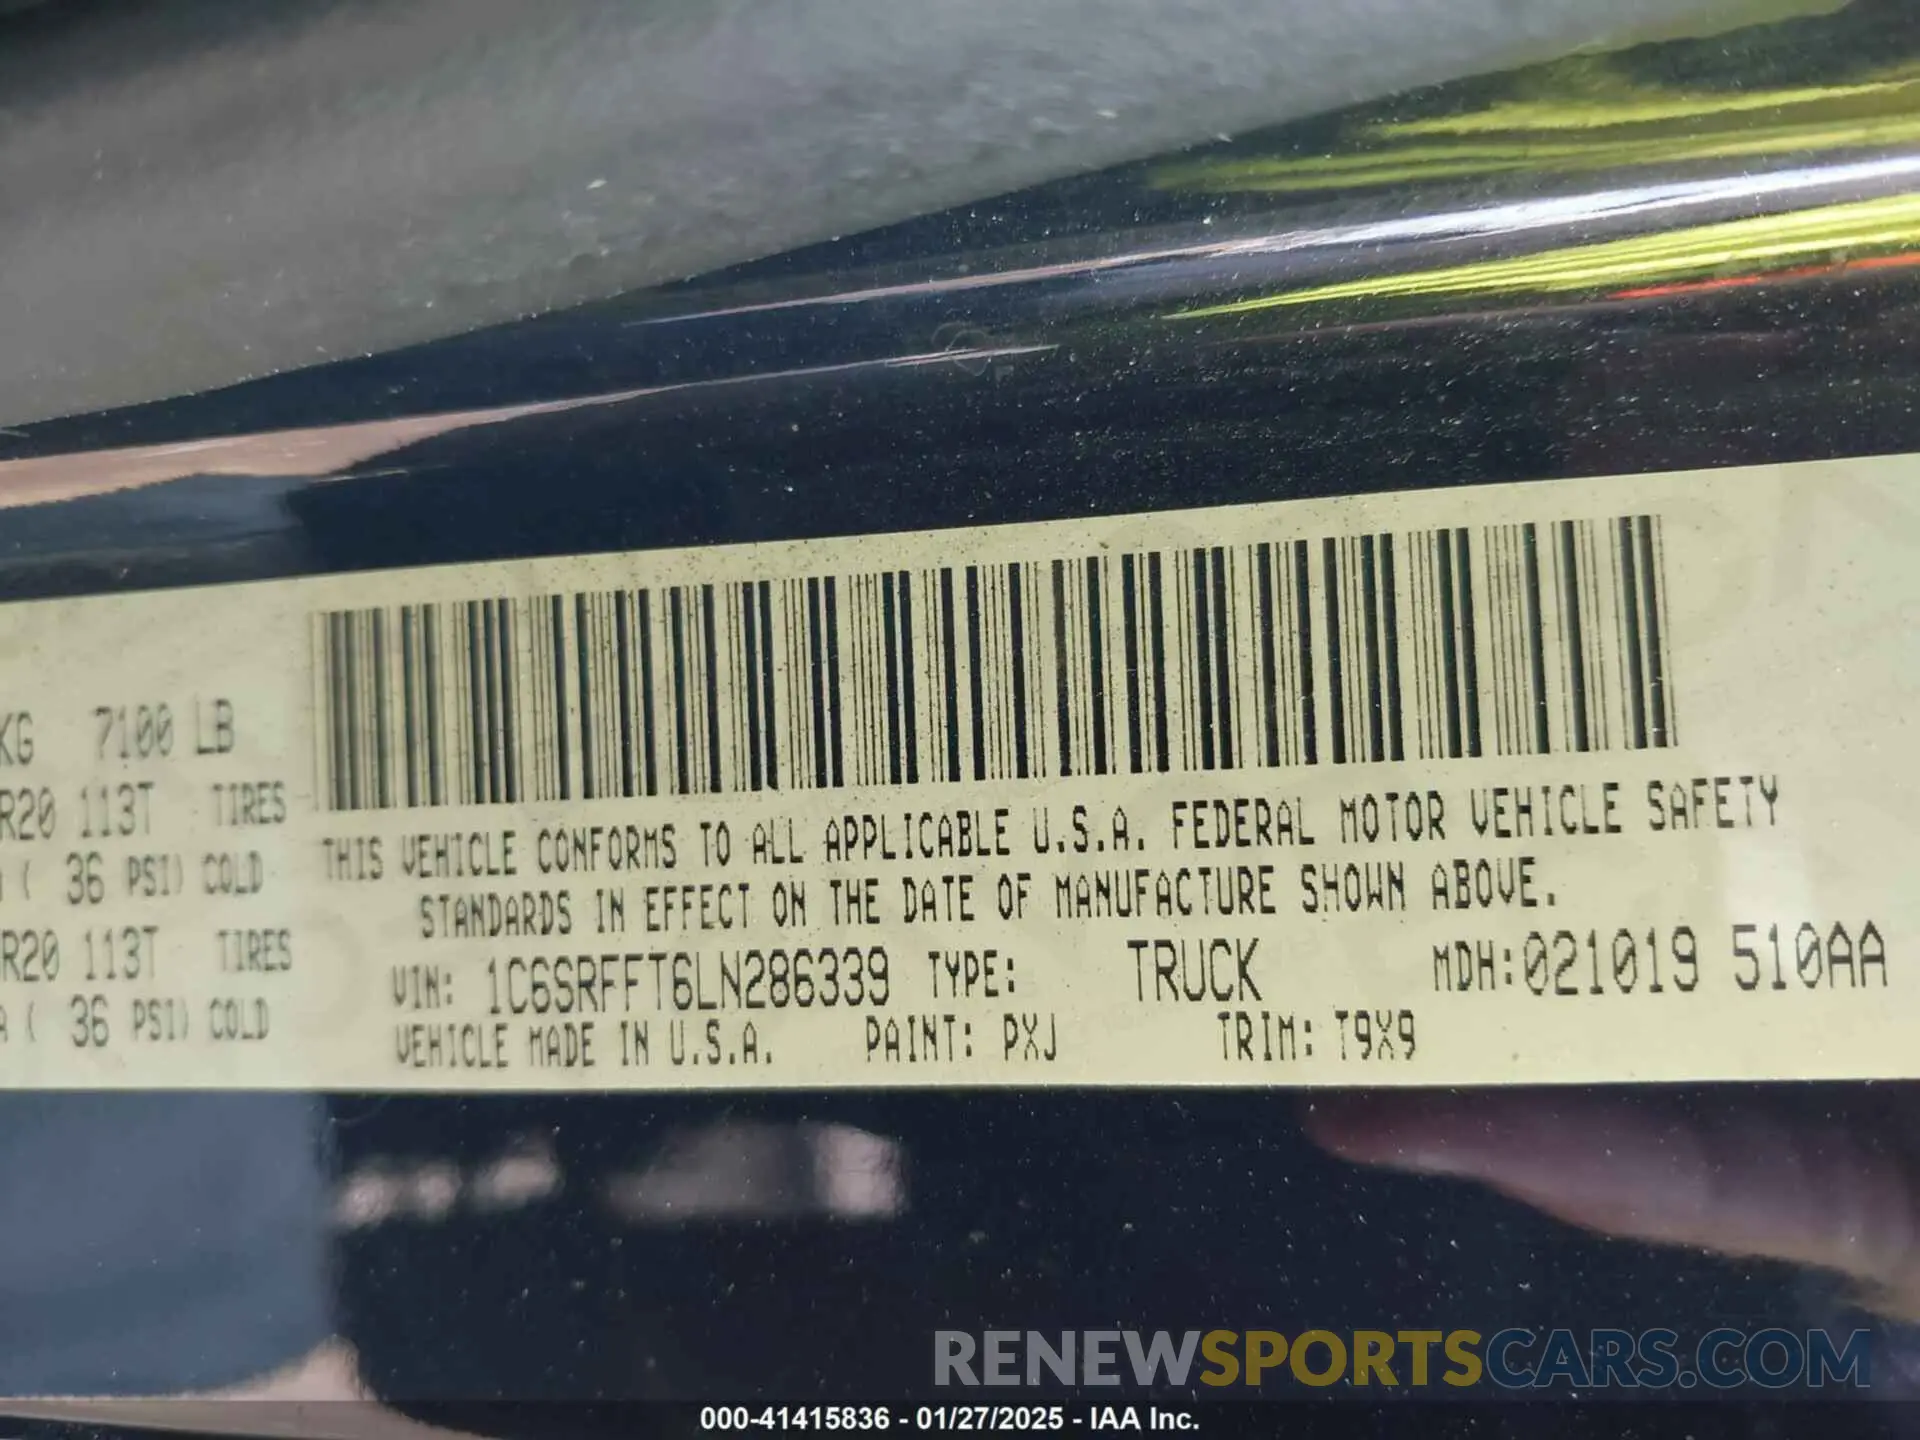 KG 7100 LB
R20 113T TIRES
( 36 PSI) COLD
R20 113T TIRES
A ( 36 PSI) COLD
THIS VEHICLE CONFORMS TO ALL APPLICABLE U.S.A. FEDERAL MOTOR VEHICLE SAFETY
STANDARDS IN EFFECT ON THE DATE OF MANUFACTURE SHOWN ABOVE.
VIN: 1C6SRFFT6LN286339 TYPE: TRUCK MDH:021019 510AA
VEHICLE MADE IN U.S.A. PAINT: PXJ TRIM: T9X9
RENEWSPORTSCARS.COM
000-41415836 - 01/27/2025 - IAA Inc.